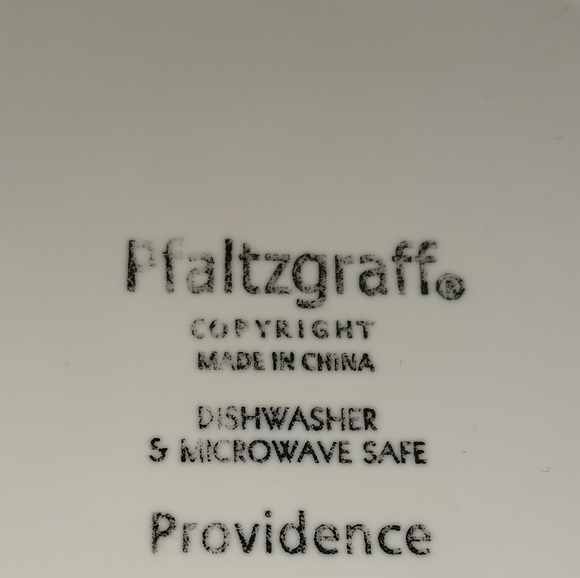 Pfaltzgraff®
COPYRIGHT
MADE IN CHINA
DISHWASHER
& MICROWAVE SAFE
Providence